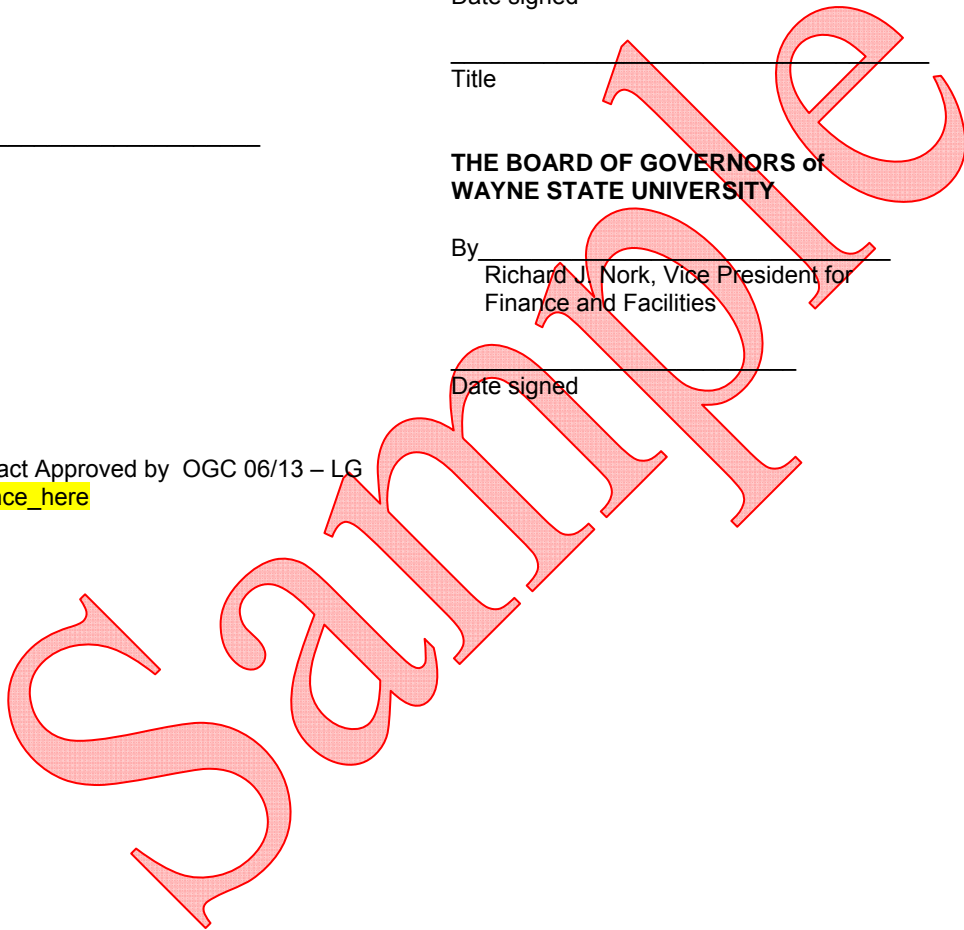 Date signed
Title
THE BOARD OF GOVERNORS of
WAYNE STATE UNIVERSITY
By
Richard J. Nork, Vice President for
Finance and Facilities
Date signed
act Approved by OGC 06/13 – LG
nce_here
Sample